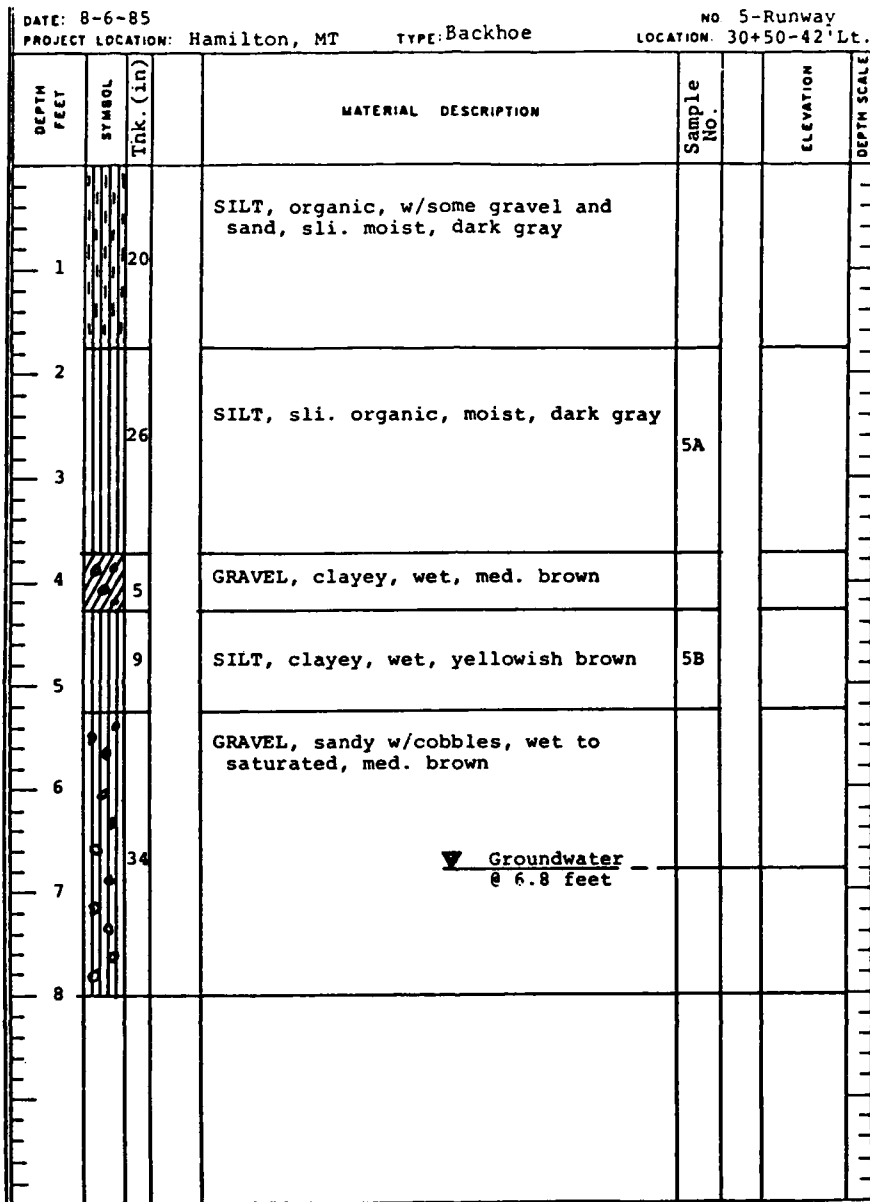 DATE: 8-6-85 NO 5-Runway
PROJECT LOCATION: Hamilton, MT TYPE: Backhoe LOCATION: 30+50-42'Lt.
DEPTH FEET
SYMBOL
Thk. (in)
MATERIAL DESCRIPTION
Sample No.
ELEVATION
DEPTH SCALE
SILT, organic, w/some gravel and
sand, sli. moist, dark gray
1
20
2
SILT, sli. organic, moist, dark gray
26
5A
3
GRAVEL, clayey, wet, med. brown
4
5
SILT, clayey, wet, yellowish brown
9
5B
5
GRAVEL, sandy w/cobbles, wet to
saturated, med. brown
6
34
Groundwater
@ 6.8 feet
7
8